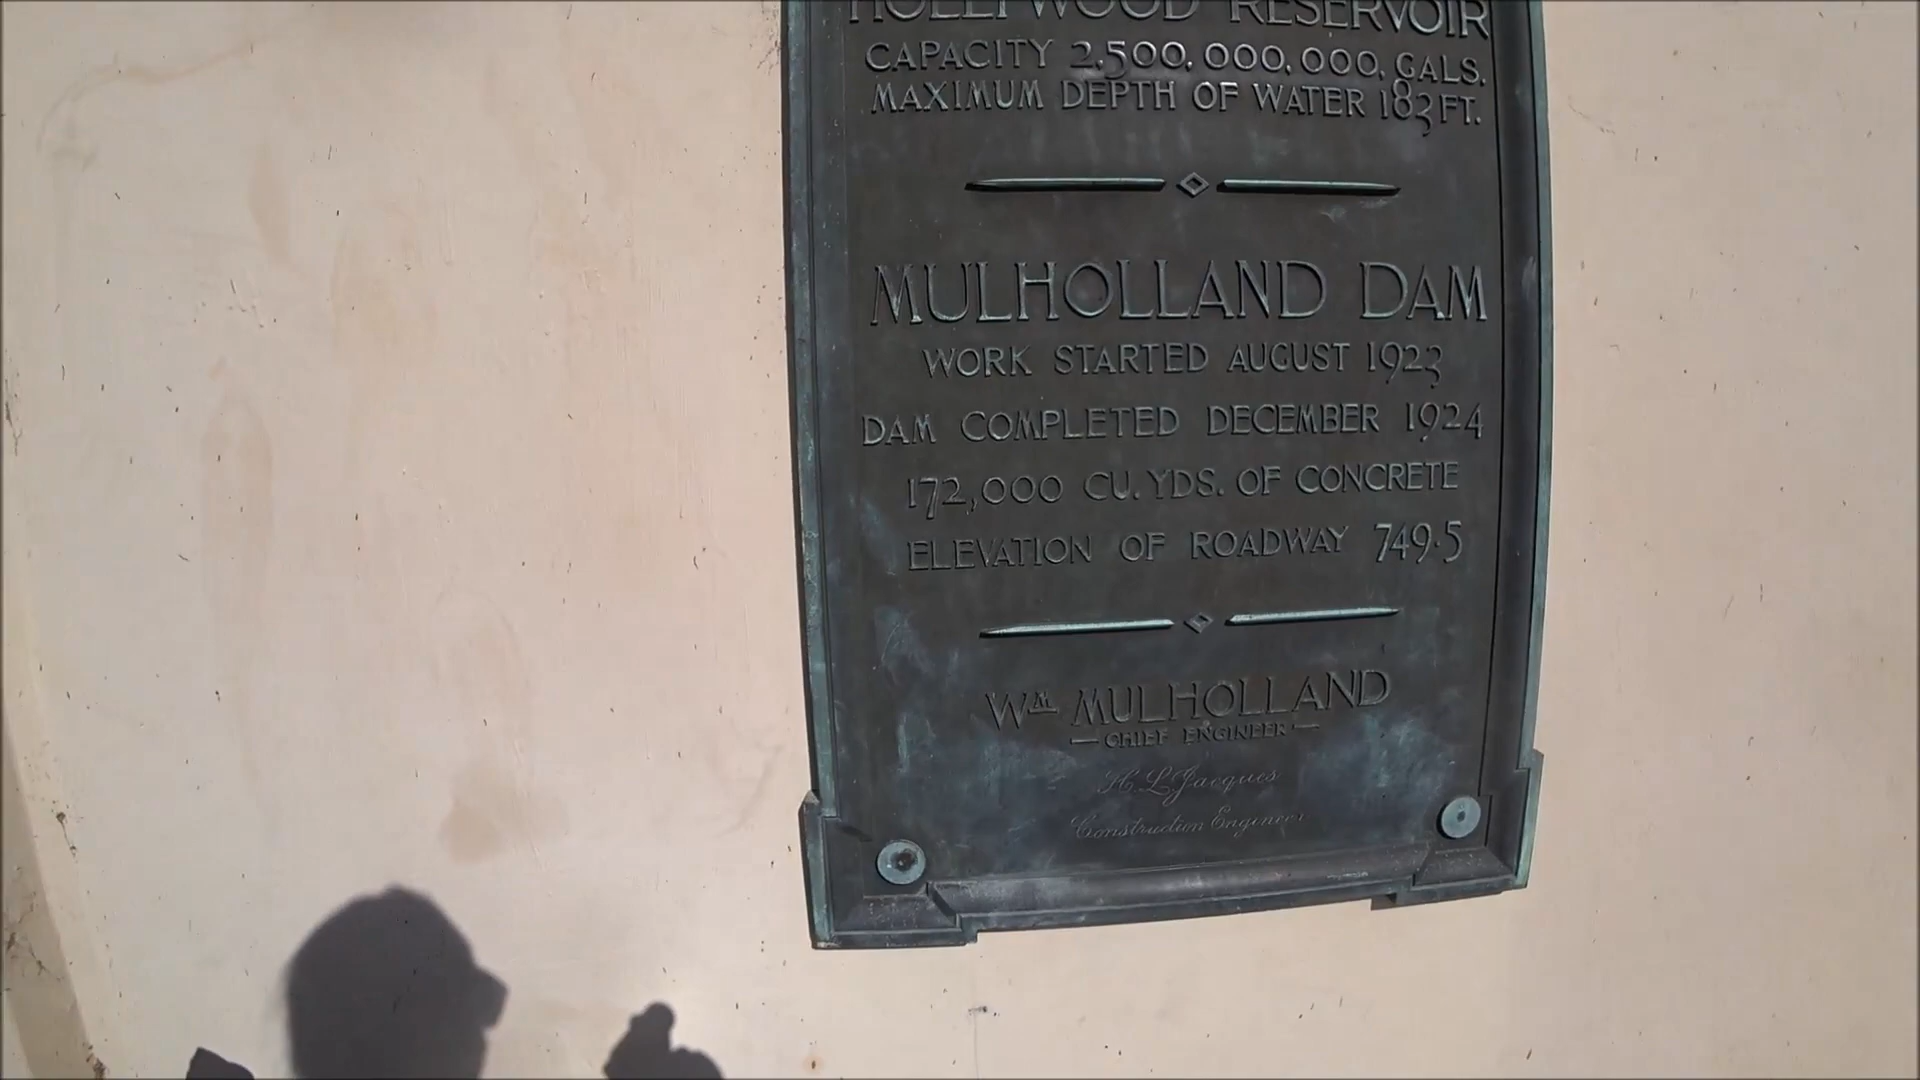 HOLLYWOOD RESERVOIR
CAPACITY 2,500,000,000, GALS.
MAXIMUM DEPTH OF WATER 183 FT.
MULHOLLAND DAM
WORK STARTED AUGUST 1923
DAM COMPLETED DECEMBER 1924
172,000 CU. YDS. OF CONCRETE
ELEVATION OF ROADWAY 749.5
WM MULHOLLAND
CHIEF ENGINEER
H. L. Jacques
Construction Engineer